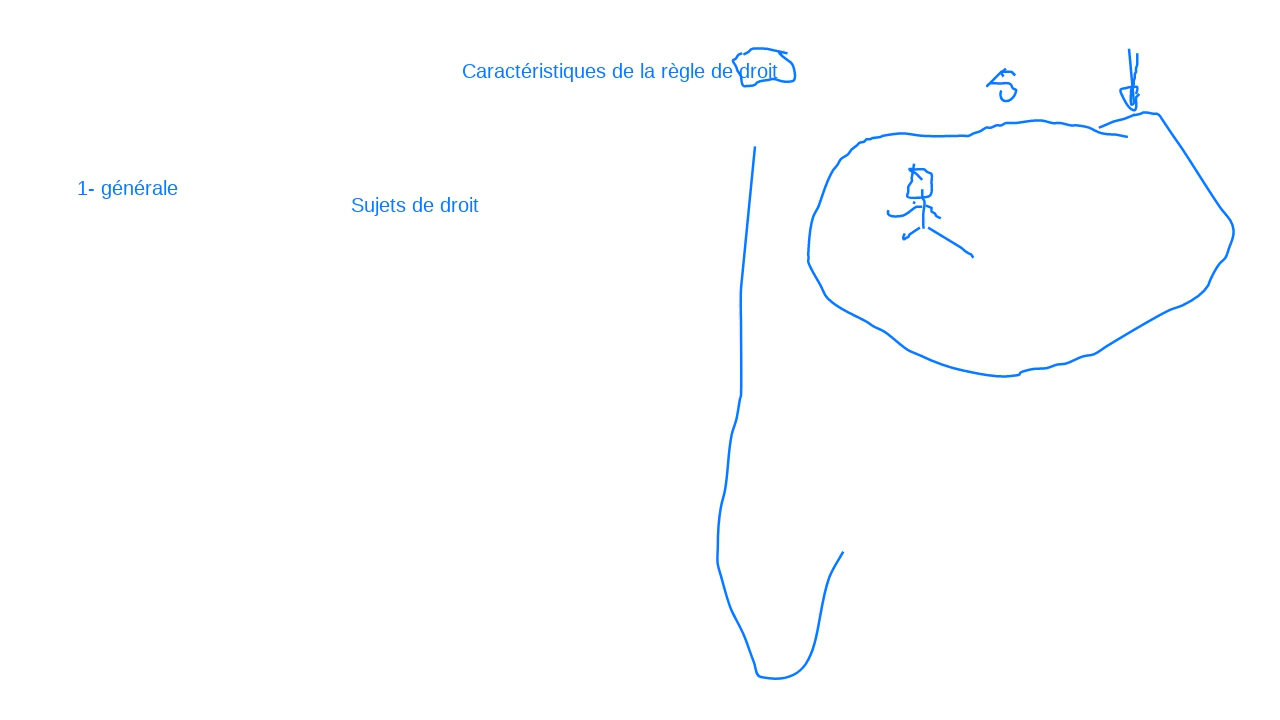 Caractéristiques de la règle de droit
1- générale
Sujets de droit